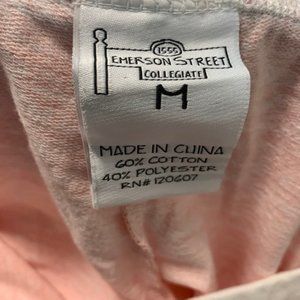 1555
EMERSON STREET
COLLEGIATE
M
MADE IN CHINA
60% COTTON
40% POLYESTER
RN# 120607